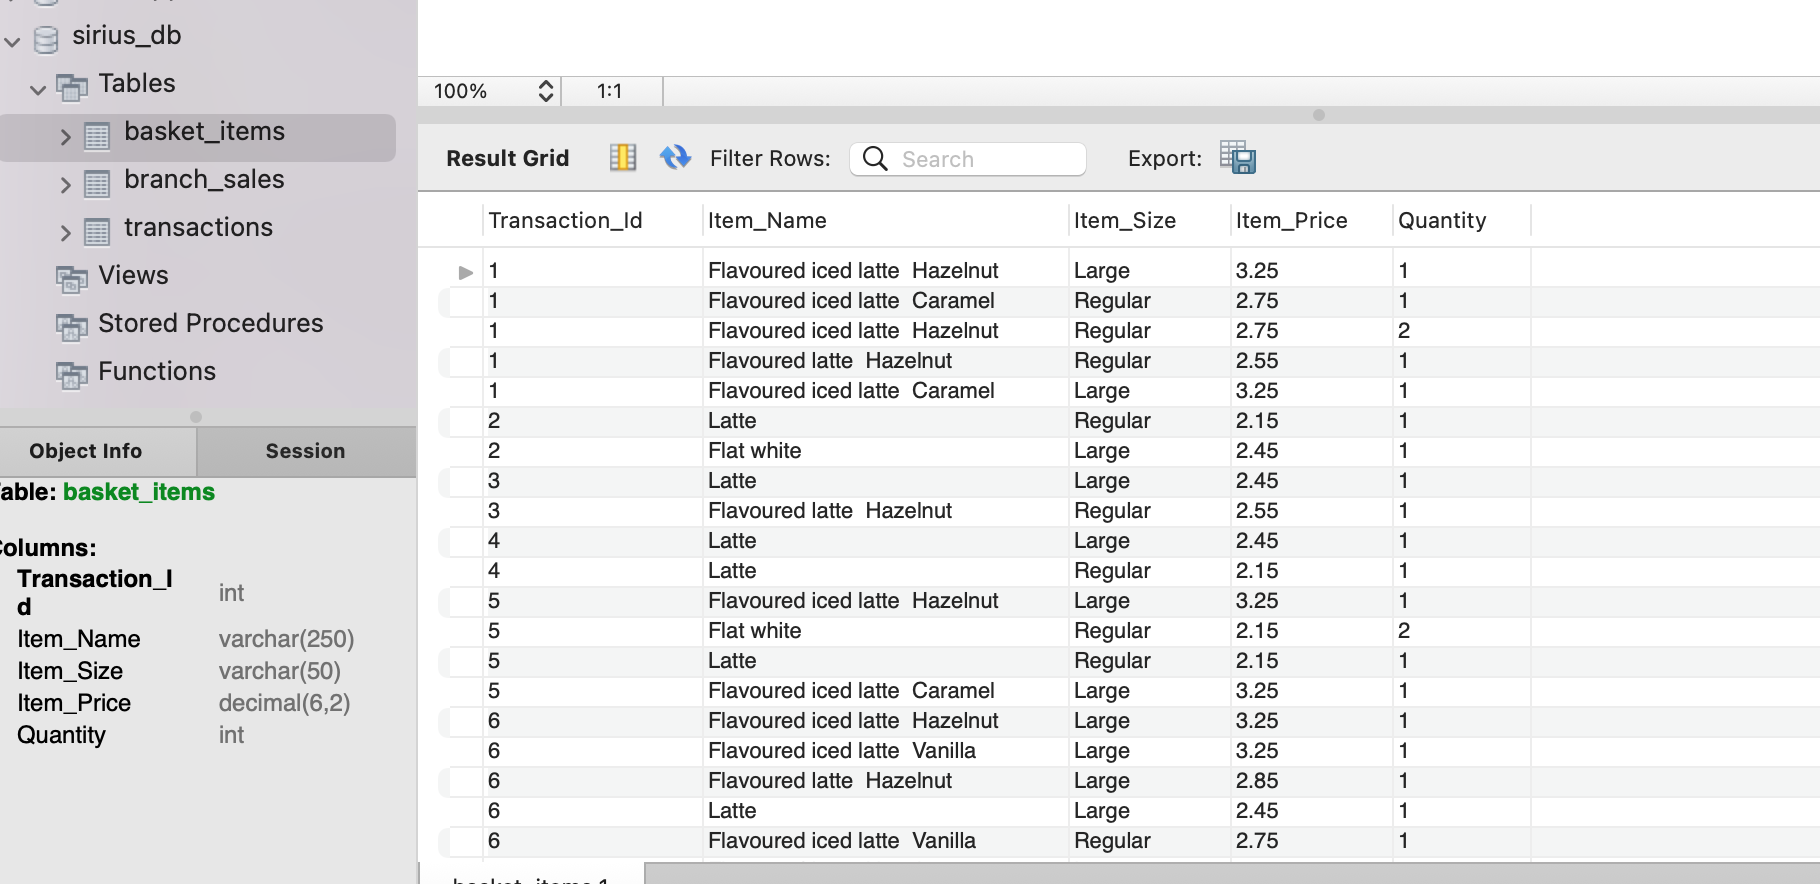 sirius_db
Tables
basket_items
branch_sales
transactions
Views
Stored Procedures
Functions
Object Info Session
able: basket_items
Columns:
Transaction_I
d int
Item_Name varchar(250)
Item_Size varchar(50)
Item_Price decimal(6,2)
Quantity int
100% 1:1
Result Grid Filter Rows: Search Export:
Transaction_Id Item_Name Item_Size Item_Price Quantity
1 Flavoured iced latte Hazelnut Large 3.25 1
1 Flavoured iced latte Caramel Regular 2.75 1
1 Flavoured iced latte Hazelnut Regular 2.75 2
1 Flavoured latte Hazelnut Regular 2.55 1
1 Flavoured iced latte Caramel Large 3.25 1
2 Latte Regular 2.15 1
2 Flat white Large 2.45 1
3 Latte Large 2.45 1
3 Flavoured latte Hazelnut Regular 2.55 1
4 Latte Large 2.45 1
4 Latte Regular 2.15 1
5 Flavoured iced latte Hazelnut Large 3.25 1
5 Flat white Regular 2.15 2
5 Latte Regular 2.15 1
5 Flavoured iced latte Caramel Large 3.25 1
6 Flavoured iced latte Hazelnut Large 3.25 1
6 Flavoured iced latte Vanilla Large 3.25 1
6 Flavoured latte Hazelnut Large 2.85 1
6 Latte Large 2.45 1
6 Flavoured iced latte Vanilla Regular 2.75 1
basket_items 1